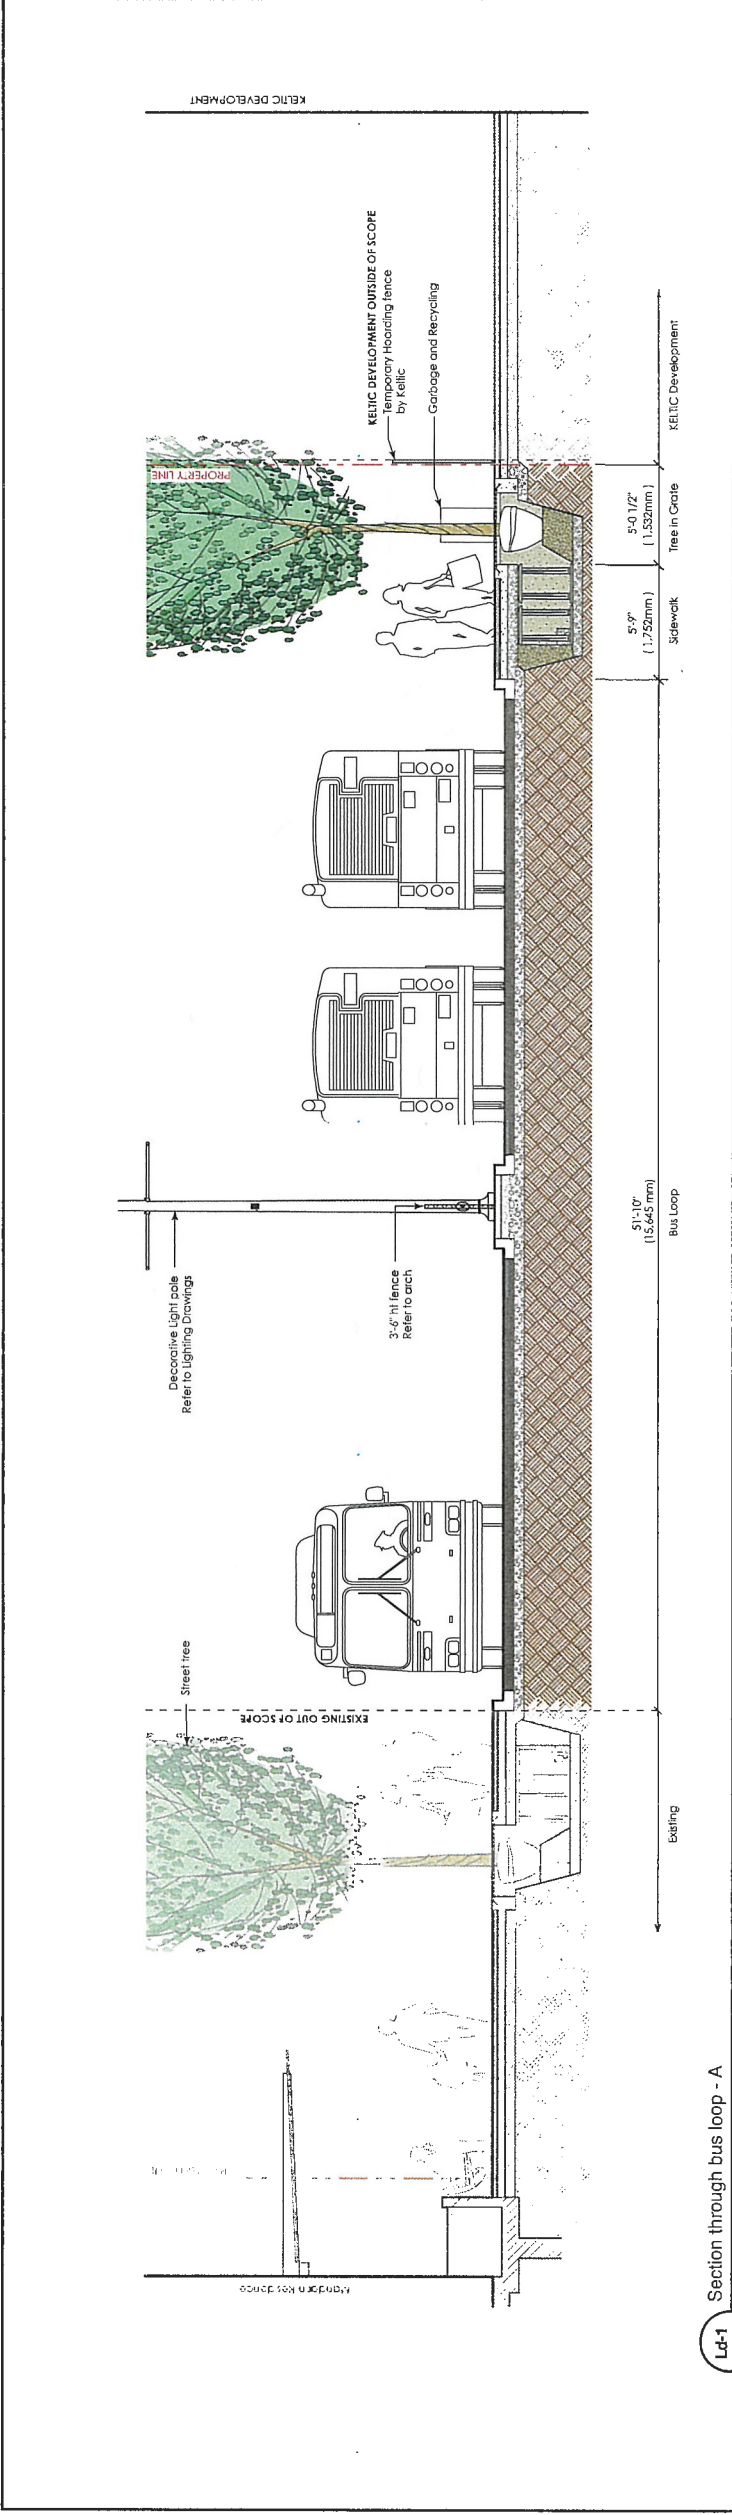 KELTIC DEVELOPMENT
KELTIC DEVELOPMENT OUTSIDE OF SCOPE
Temporary Hoarding fence
by Keltic
Garbage and Recycling
PROPERTY LINE
Decorative Light pole
Refer to Lighting Drawings
3'-6" ht fence
Refer to arch
Street tree
EXISTING OUT OF SCOPE
Mandarin Residence
Existing
51'-10"
(15,645 mm)
Bus Loop
5'-9"
( 1,752mm )
Sidewalk
5'-0 1/2"
( 1,532mm )
Tree in Grate
KELTIC Development
Ld-1
Section through bus loop - A